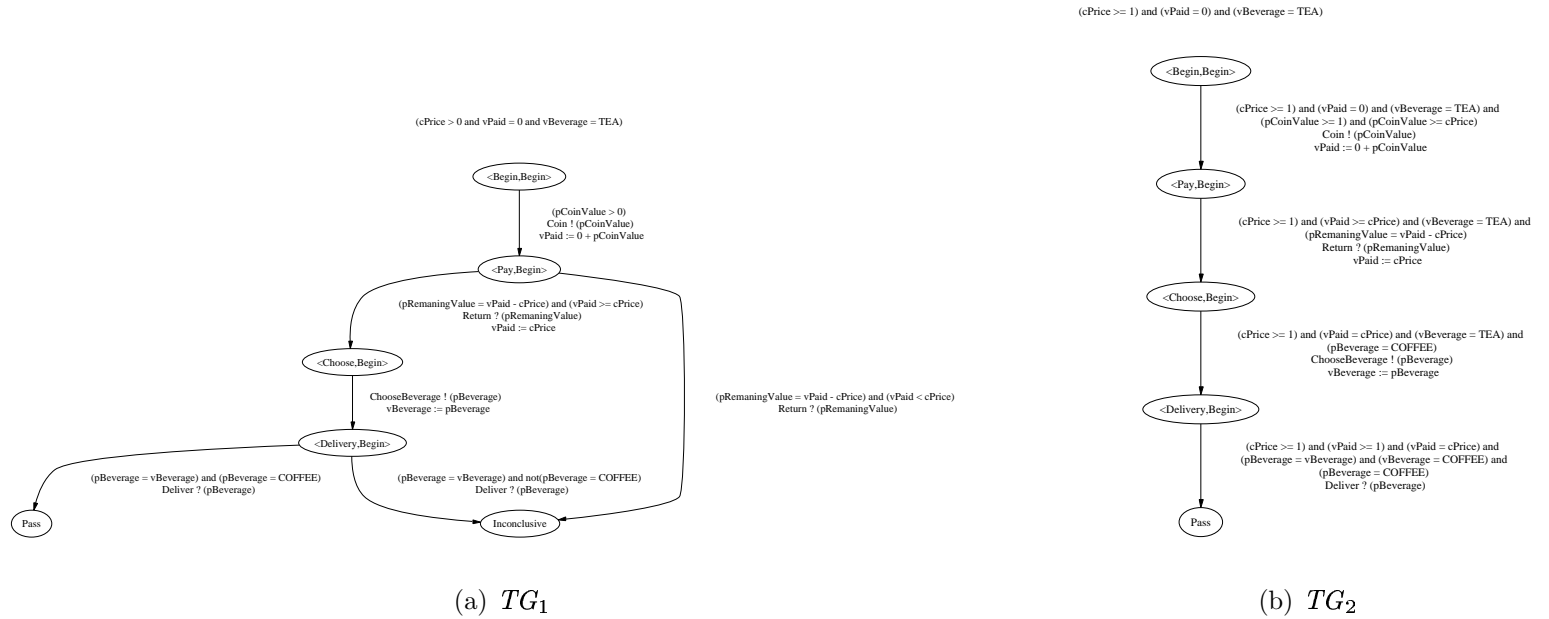 (cPrice > 0 and vPaid = 0 and vBeverage = TEA)
<Begin,Begin>
(pCoinValue > 0)
Coin ! (pCoinValue)
vPaid := 0 + pCoinValue
<Pay,Begin>
(pRemaningValue = vPaid - cPrice) and (vPaid >= cPrice)
Return ? (pRemaningValue)
vPaid := cPrice
<Choose,Begin>
ChooseBeverage ! (pBeverage)
vBeverage := pBeverage
(pRemaningValue = vPaid - cPrice) and (vPaid < cPrice)
Return ? (pRemaningValue)
<Delivery,Begin>
(pBeverage = vBeverage) and (pBeverage = COFFEE)
Deliver ? (pBeverage)
(pBeverage = vBeverage) and not(pBeverage = COFFEE)
Deliver ? (pBeverage)
Pass
Inconclusive
(a) TG1
(cPrice >= 1) and (vPaid = 0) and (vBeverage = TEA)
<Begin,Begin>
(cPrice >= 1) and (vPaid = 0) and (vBeverage = TEA) and
(pCoinValue >= 1) and (pCoinValue >= cPrice)
Coin ! (pCoinValue)
vPaid := 0 + pCoinValue
<Pay,Begin>
(cPrice >= 1) and (vPaid >= cPrice) and (vBeverage = TEA) and
(pRemaningValue = vPaid - cPrice)
Return ? (pRemaningValue)
vPaid := cPrice
<Choose,Begin>
(cPrice >= 1) and (vPaid = cPrice) and (vBeverage = TEA) and
(pBeverage = COFFEE)
ChooseBeverage ! (pBeverage)
vBeverage := pBeverage
<Delivery,Begin>
(cPrice >= 1) and (vPaid >= 1) and (vPaid = cPrice) and
(pBeverage = vBeverage) and (vBeverage = COFFEE) and
(pBeverage = COFFEE)
Deliver ? (pBeverage)
Pass
(b) TG2